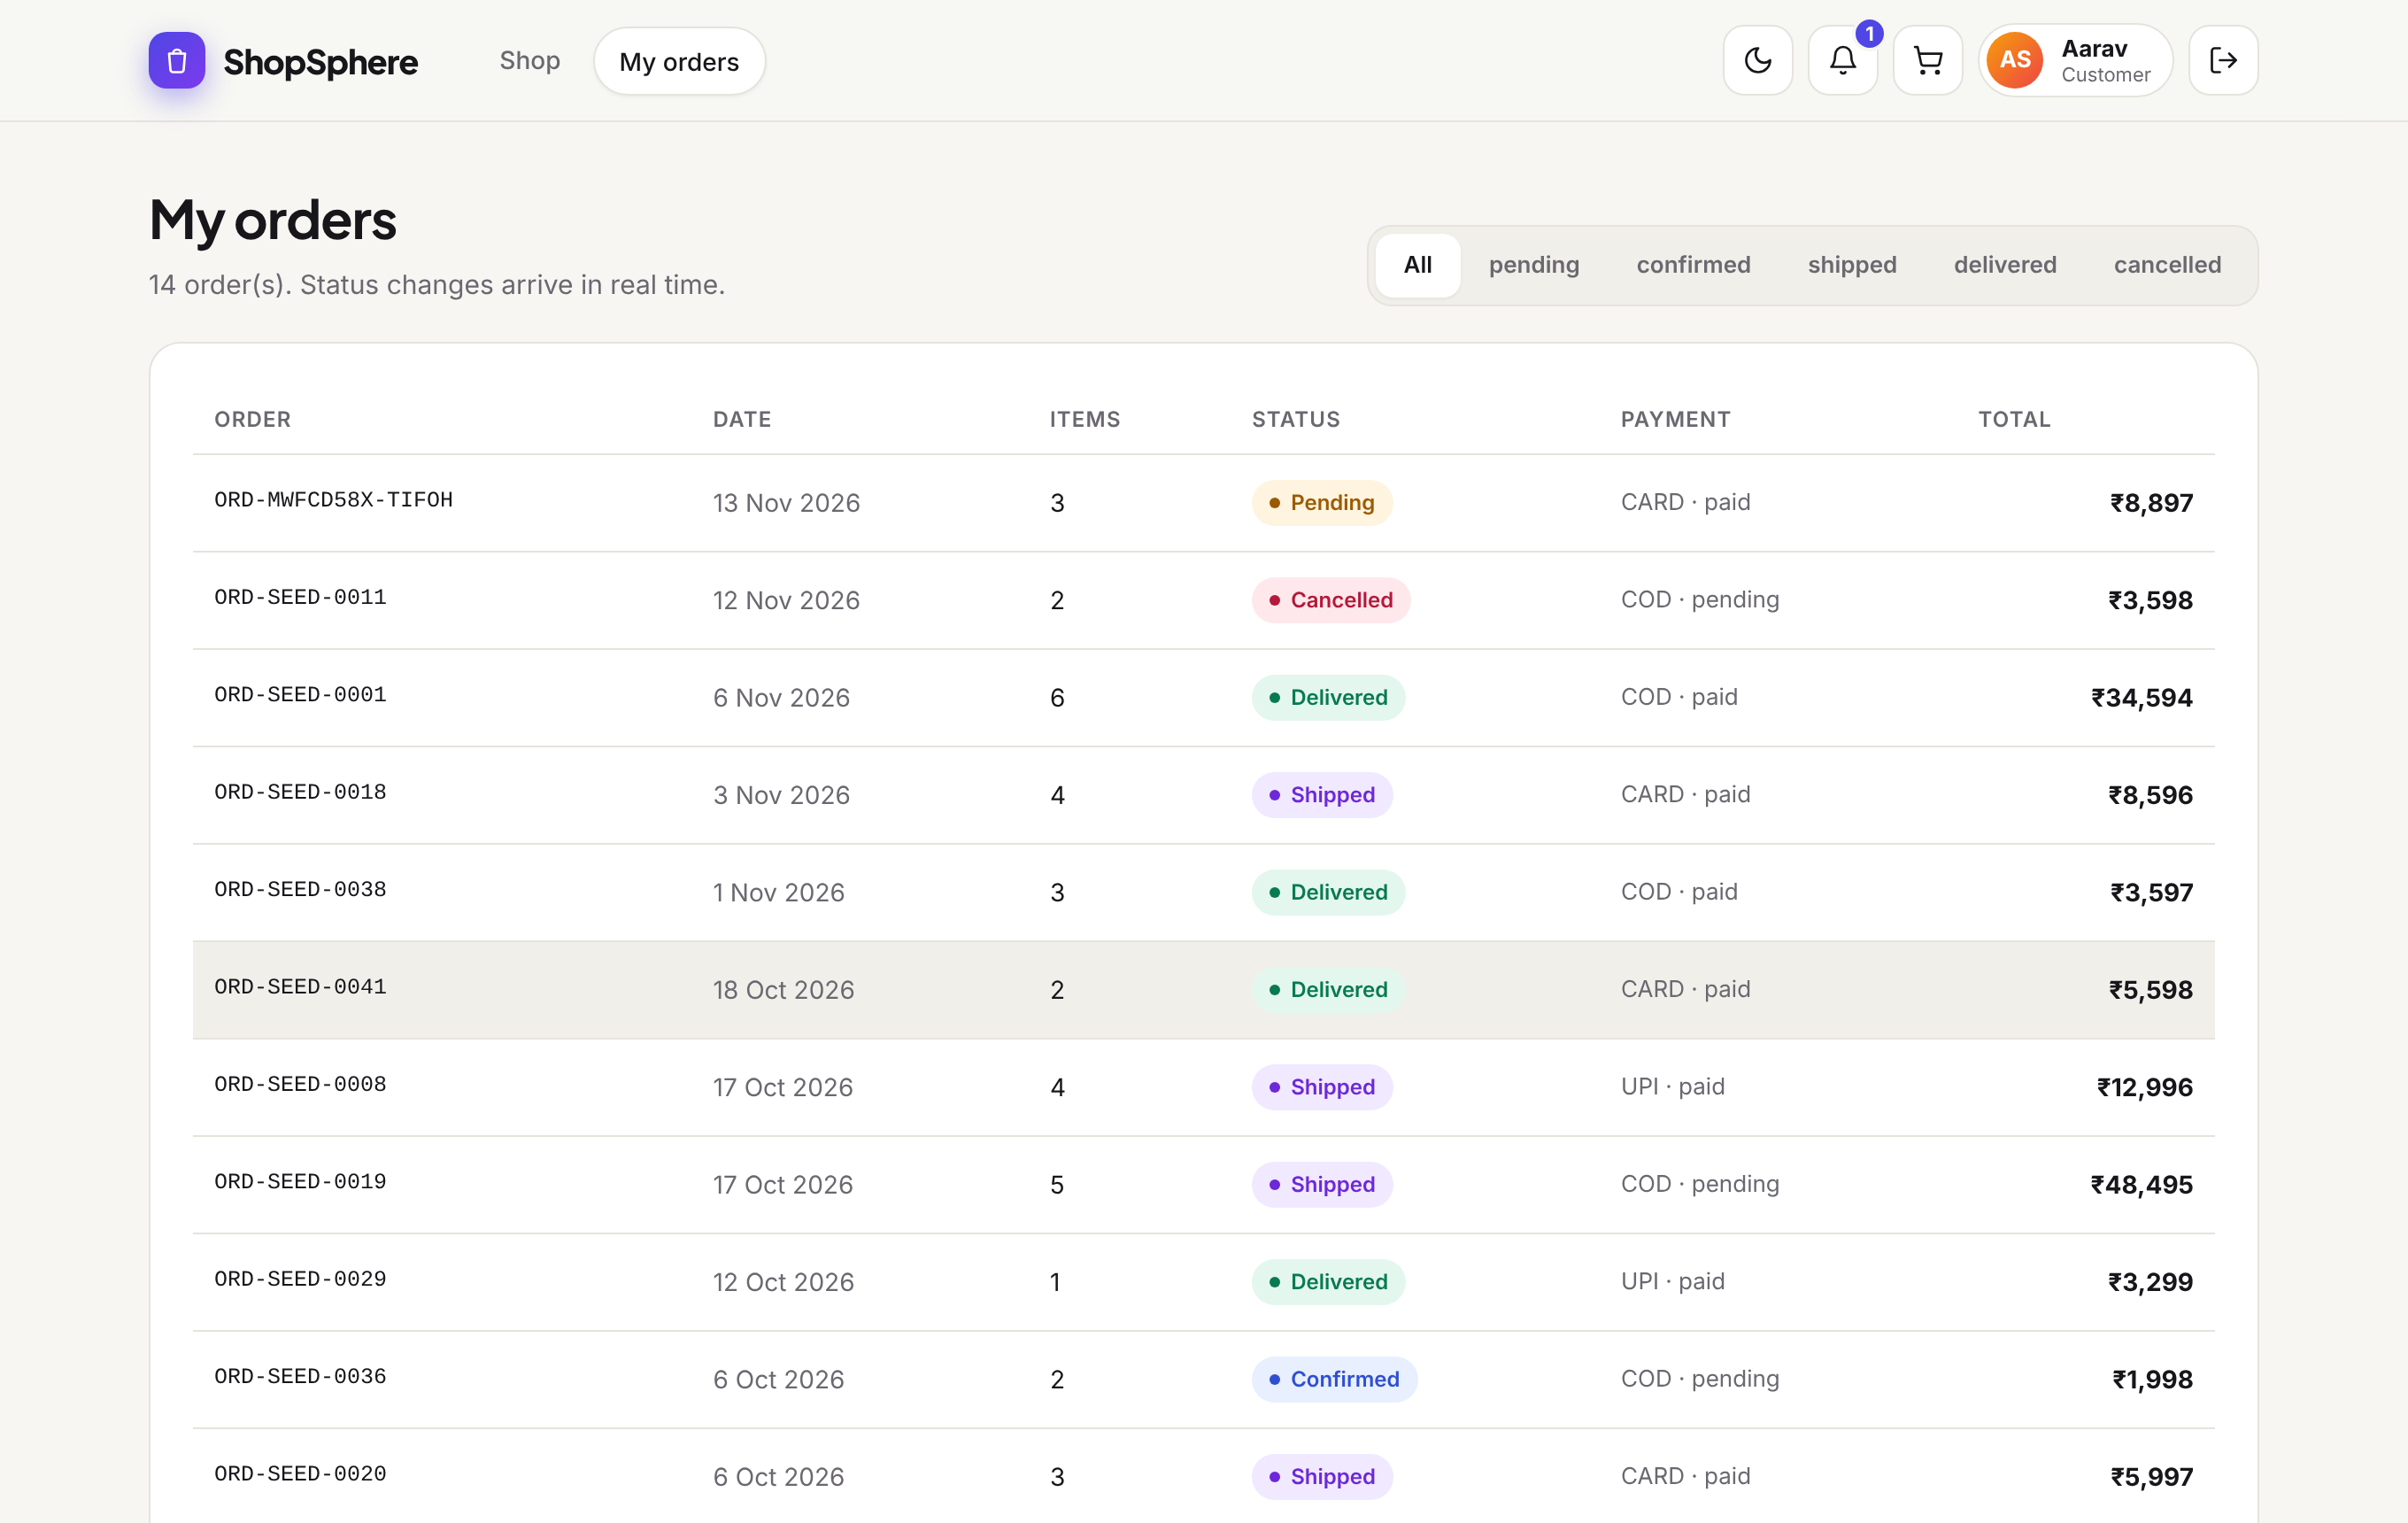 ShopSphere
Shop
My orders
1
AS
Aarav
Customer
My orders
14 order(s). Status changes arrive in real time.
All pending confirmed shipped delivered cancelled
ORDER DATE ITEMS STATUS PAYMENT TOTAL
ORD-MWFCD58X-TIFOH 13 Nov 2026 3 Pending CARD · paid ₹8,897
ORD-SEED-0011 12 Nov 2026 2 Cancelled COD · pending ₹3,598
ORD-SEED-0001 6 Nov 2026 6 Delivered COD · paid ₹34,594
ORD-SEED-0018 3 Nov 2026 4 Shipped CARD · paid ₹8,596
ORD-SEED-0038 1 Nov 2026 3 Delivered COD · paid ₹3,597
ORD-SEED-0041 18 Oct 2026 2 Delivered CARD · paid ₹5,598
ORD-SEED-0008 17 Oct 2026 4 Shipped UPI · paid ₹12,996
ORD-SEED-0019 17 Oct 2026 5 Shipped COD · pending ₹48,495
ORD-SEED-0029 12 Oct 2026 1 Delivered UPI · paid ₹3,299
ORD-SEED-0036 6 Oct 2026 2 Confirmed COD · pending ₹1,998
ORD-SEED-0020 6 Oct 2026 3 Shipped CARD · paid ₹5,997